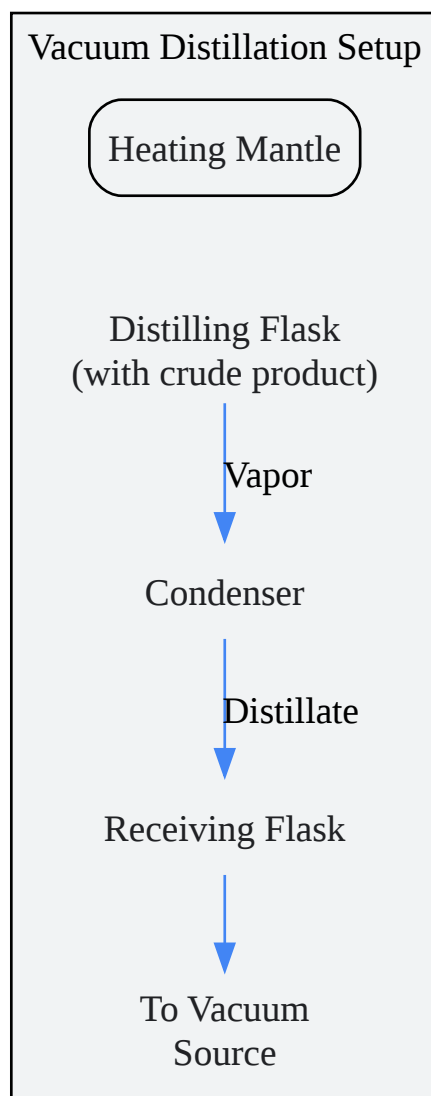 Vacuum Distillation Setup
Heating Mantle
Distilling Flask
(with crude product)
Vapor
Condenser
Distillate
Receiving Flask
To Vacuum
Source